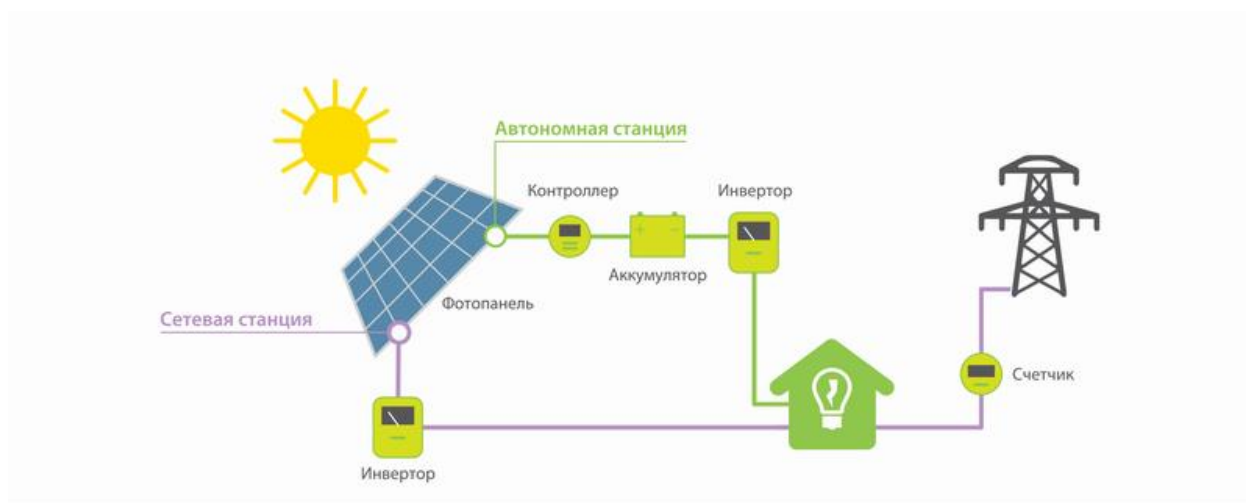 Автономная станция
Контроллер
Инвертор
Аккумулятор
Фотопанель
Сетевая станция
Счетчик
Инвертор